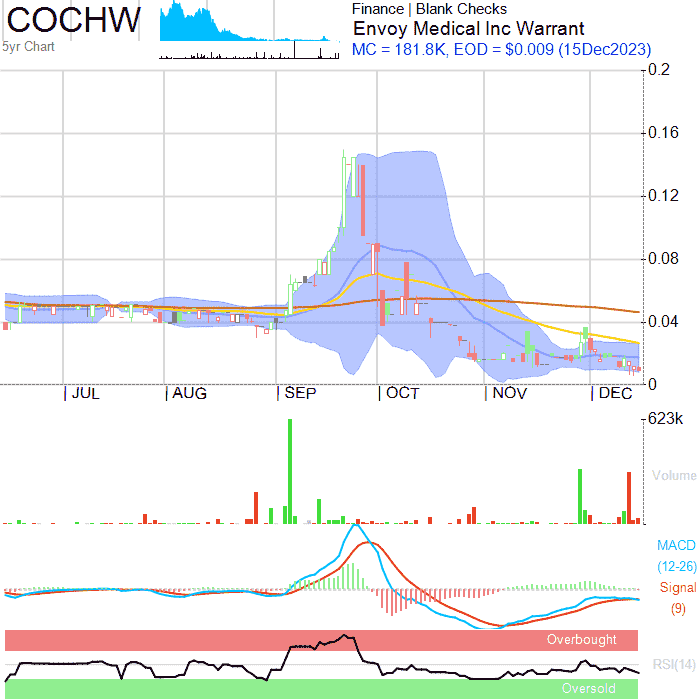 COCHW
5yr Chart
Finance | Blank Checks
Envoy Medical Inc Warrant
MC = 181.8K, EOD = $0.009 (15Dec2023)
0.2
0.16
0.12
0.08
0.04
0
JUL AUG SEP OCT NOV DEC
623k
Volume
MACD
(12-26)
Signal
(9)
Overbought
RSI(14)
Oversold